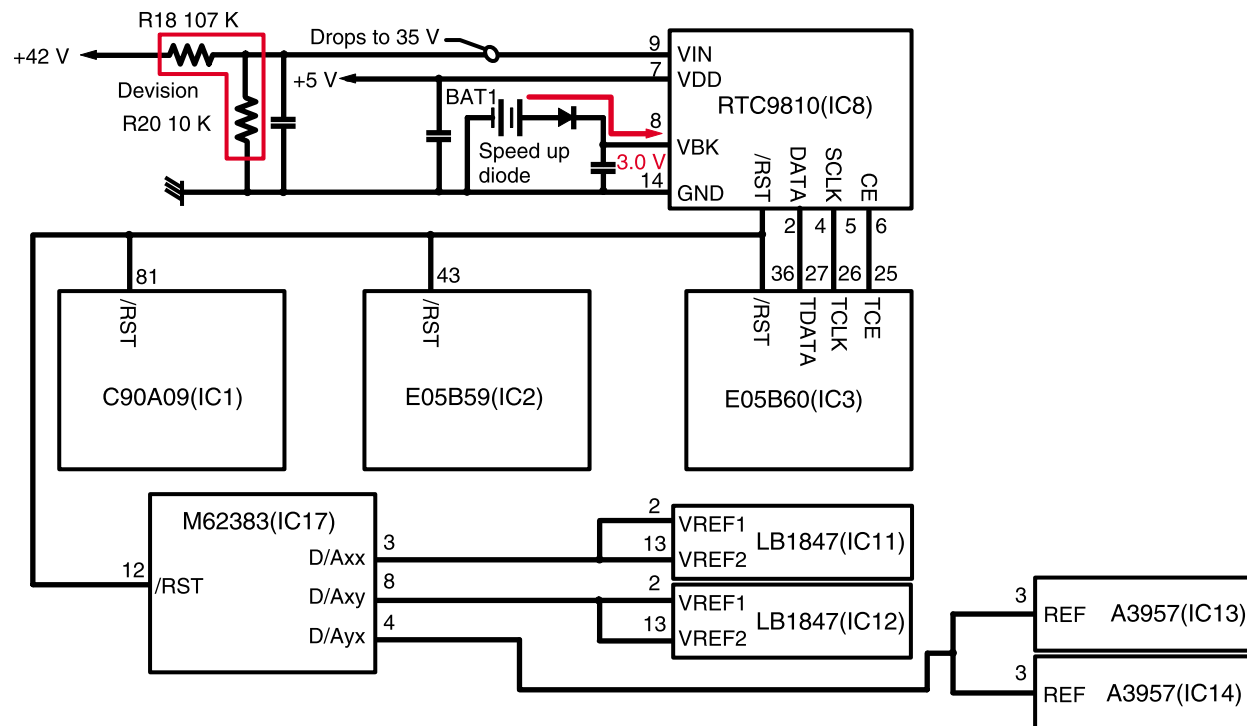 R18 107 K
+42 V
Drops to 35 V
9
VIN
+5 V
7
VDD
Devision
R20 10 K
BAT1
RTC9810(IC8)
8
VBK
Speed up
diode
3.0 V
14
GND
/RST
DATA
SCLK
CE
2
4
5
6
81
/RST
C90A09(IC1)
43
/RST
E05B59(IC2)
36
27
26
25
/RST
TDATA
TCLK
TCE
E05B60(IC3)
M62383(IC17)
12
/RST
D/Axx
3
D/Axy
8
D/Ayx
4
2
VREF1
LB1847(IC11)
13
VREF2
2
VREF1
LB1847(IC12)
13
VREF2
3
REF
A3957(IC13)
3
REF
A3957(IC14)